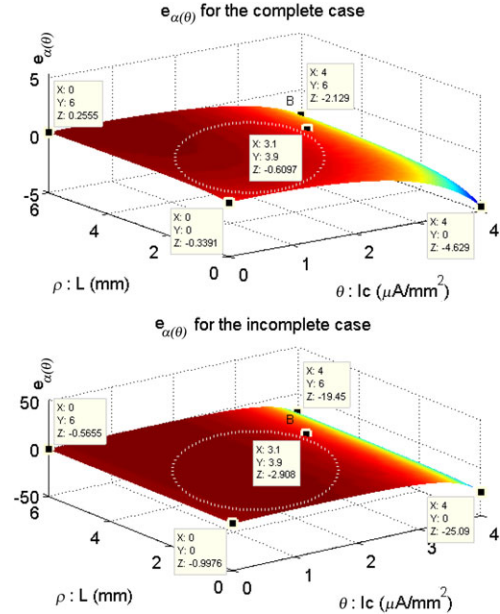 e_α(θ) for the complete case
e_α(θ)
5
0
-5
6
4
2
0
ρ : L (mm)
0
1
2
3
4
θ : Ic (μA/mm²)
X: 0
Y: 6
Z: 0.2555
X: 4
Y: 6
Z: -2.129
B
X: 3.1
Y: 3.9
Z: -0.6097
X: 0
Y: 0
Z: -0.3391
X: 4
Y: 0
Z: -4.629
e_α(θ) for the incomplete case
e_α(θ)
50
0
-50
6
4
2
0
ρ : L (mm)
0
1
2
3
4
θ : Ic (μA/mm²)
X: 0
Y: 6
Z: -0.5655
X: 4
Y: 6
Z: -19.45
B
X: 3.1
Y: 3.9
Z: -2.908
X: 0
Y: 0
Z: -0.9976
X: 4
Y: 0
Z: -25.09